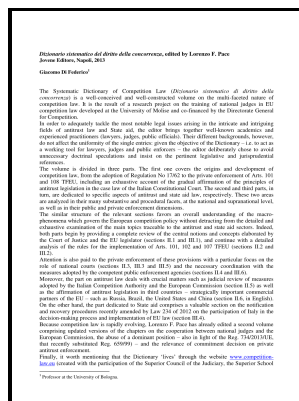 Dizionario sistematico del diritto della concorrenza, edited by Lorenzo F. Pace
Jovene Editore, Napoli, 2013
Giacomo Di Federico¹
The Systematic Dictionary of Competition Law (Dizionario sistematico del diritto della
concorrenza) is a well-conceived and well-constructed volume on the multi-faceted nature of
competition law. It is the result of a research project on the training of national judges in EU
competition law developed at the University of Molise and co-financed by the Directorate General
for Competition.
In order to adequately tackle the most notable legal issues arising in the intricate and intriguing
fields of antitrust law and State aid, the editor brings together well-known academics and
experienced practitioners (lawyers, judges, public officials). Their different backgrounds, however,
do not affect the uniformity of the single entries: given the objective of the Dictionary – i.e. to act as
a working tool for lawyers, judges and public enforcers – the editor deliberately chose to avoid
unnecessary doctrinal speculations and insist on the pertinent legislative and jurisprudential
references.
The volume is divided in three parts. The first one covers the origins and development of
competition law, from the adoption of Regulation No 17/62 to the private enforcement of Arts. 101
and 108 TFEU, including an exhaustive account of the gradual affirmation of the principles in
antitrust legislation in the case law of the Italian Constitutional Court. The second and third parts, in
turn, are dedicated to specific aspects of antitrust and state aid law, respectively. These two areas
are analyzed in their many substantive and procedural facets, at the national and supranational level,
as well as in their public and private enforcement dimensions.
The similar structure of the relevant sections favors an overall understanding of the macro-
phenomena which govern the European competition policy without detracting from the detailed and
exhaustive examination of the main topics traceable to the antitrust and state aid sectors. Indeed,
both parts begin by providing a complete review of the central notions and concepts elaborated by
the Court of Justice and the EU legislator (sections II.1 and III.1), and continue with a detailed
analysis of the rules for the implementation of Arts. 101, 102 and 107 TFEU (sections II.2 and
III.2).
Attention is also paid to the private enforcement of these provisions with a particular focus on the
role of national courts (sections II.3, III.3 and II.5) and the necessary coordination with the
measures adopted by the competent public enforcement agencies (sections II.4 and III.6).
Moreover, the part on antitrust law deals with crucial matters such as judicial review of measures
adopted by the Italian Competition Authority and the European Commission (section II.5) as well
as the affirmation of antitrust legislation in third countries – strategically important commercial
partners of the EU – such as Russia, Brazil, the United States and China (section II.6, in English).
On the other hand, the part dedicated to State aid comprises a valuable section on the notification
and recovery procedures recently amended by Law 234 of 2012 on the participation of Italy in the
decision-making process and implementation of EU law (section III.4).
Because competition law is rapidly evolving, Lorenzo F. Pace has already edited a second volume
comprising updated versions of the chapters on the cooperation between national judges and the
European Commission, the abuse of a dominant position – also in light of the Reg. 734/2013/UE,
that recently substituted Reg. 659/99) – and the relevance of commitment decision on private
antitrust enforcement.
Finally, it worth mentioning that the Dictionary 'lives' through the website www.competition-
law.eu (created with the participation of the Superior Council of the Judiciary, the Superior School
¹ Professor at the University of Bologna.